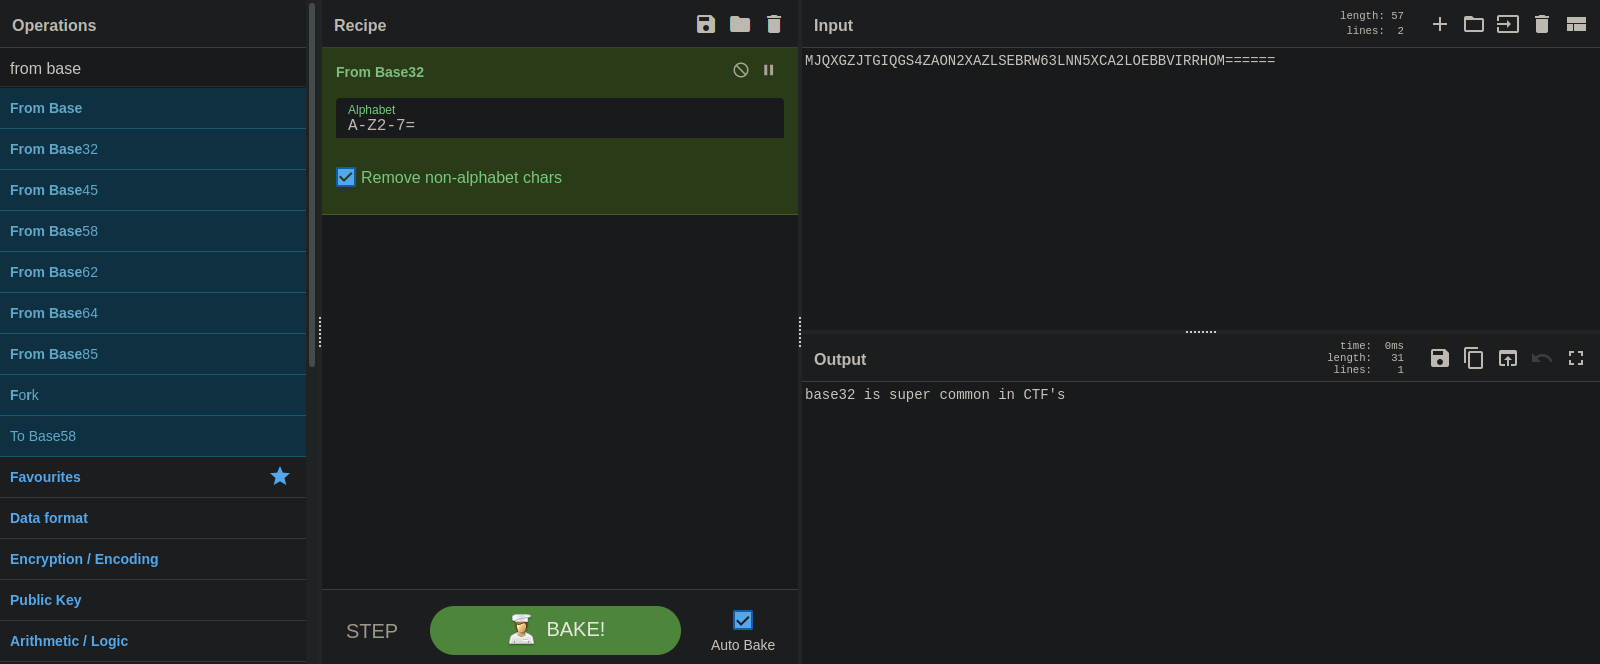 Operations
from base
From Base
From Base32
From Base45
From Base58
From Base62
From Base64
From Base85
Fork
To Base58
Favourites
Data format
Encryption / Encoding
Public Key
Arithmetic / Logic
Recipe
From Base32
Alphabet
A-Z2-7=
Remove non-alphabet chars
STEP
BAKE!
Auto Bake
Input
length: 57
lines: 2
MJQXGZJTGIQGS4ZAON2XAZLSEBRW63LNN5XCA2LOEBBVIRRHOM======
Output
time: 0ms
length: 31
lines: 1
base32 is super common in CTF's